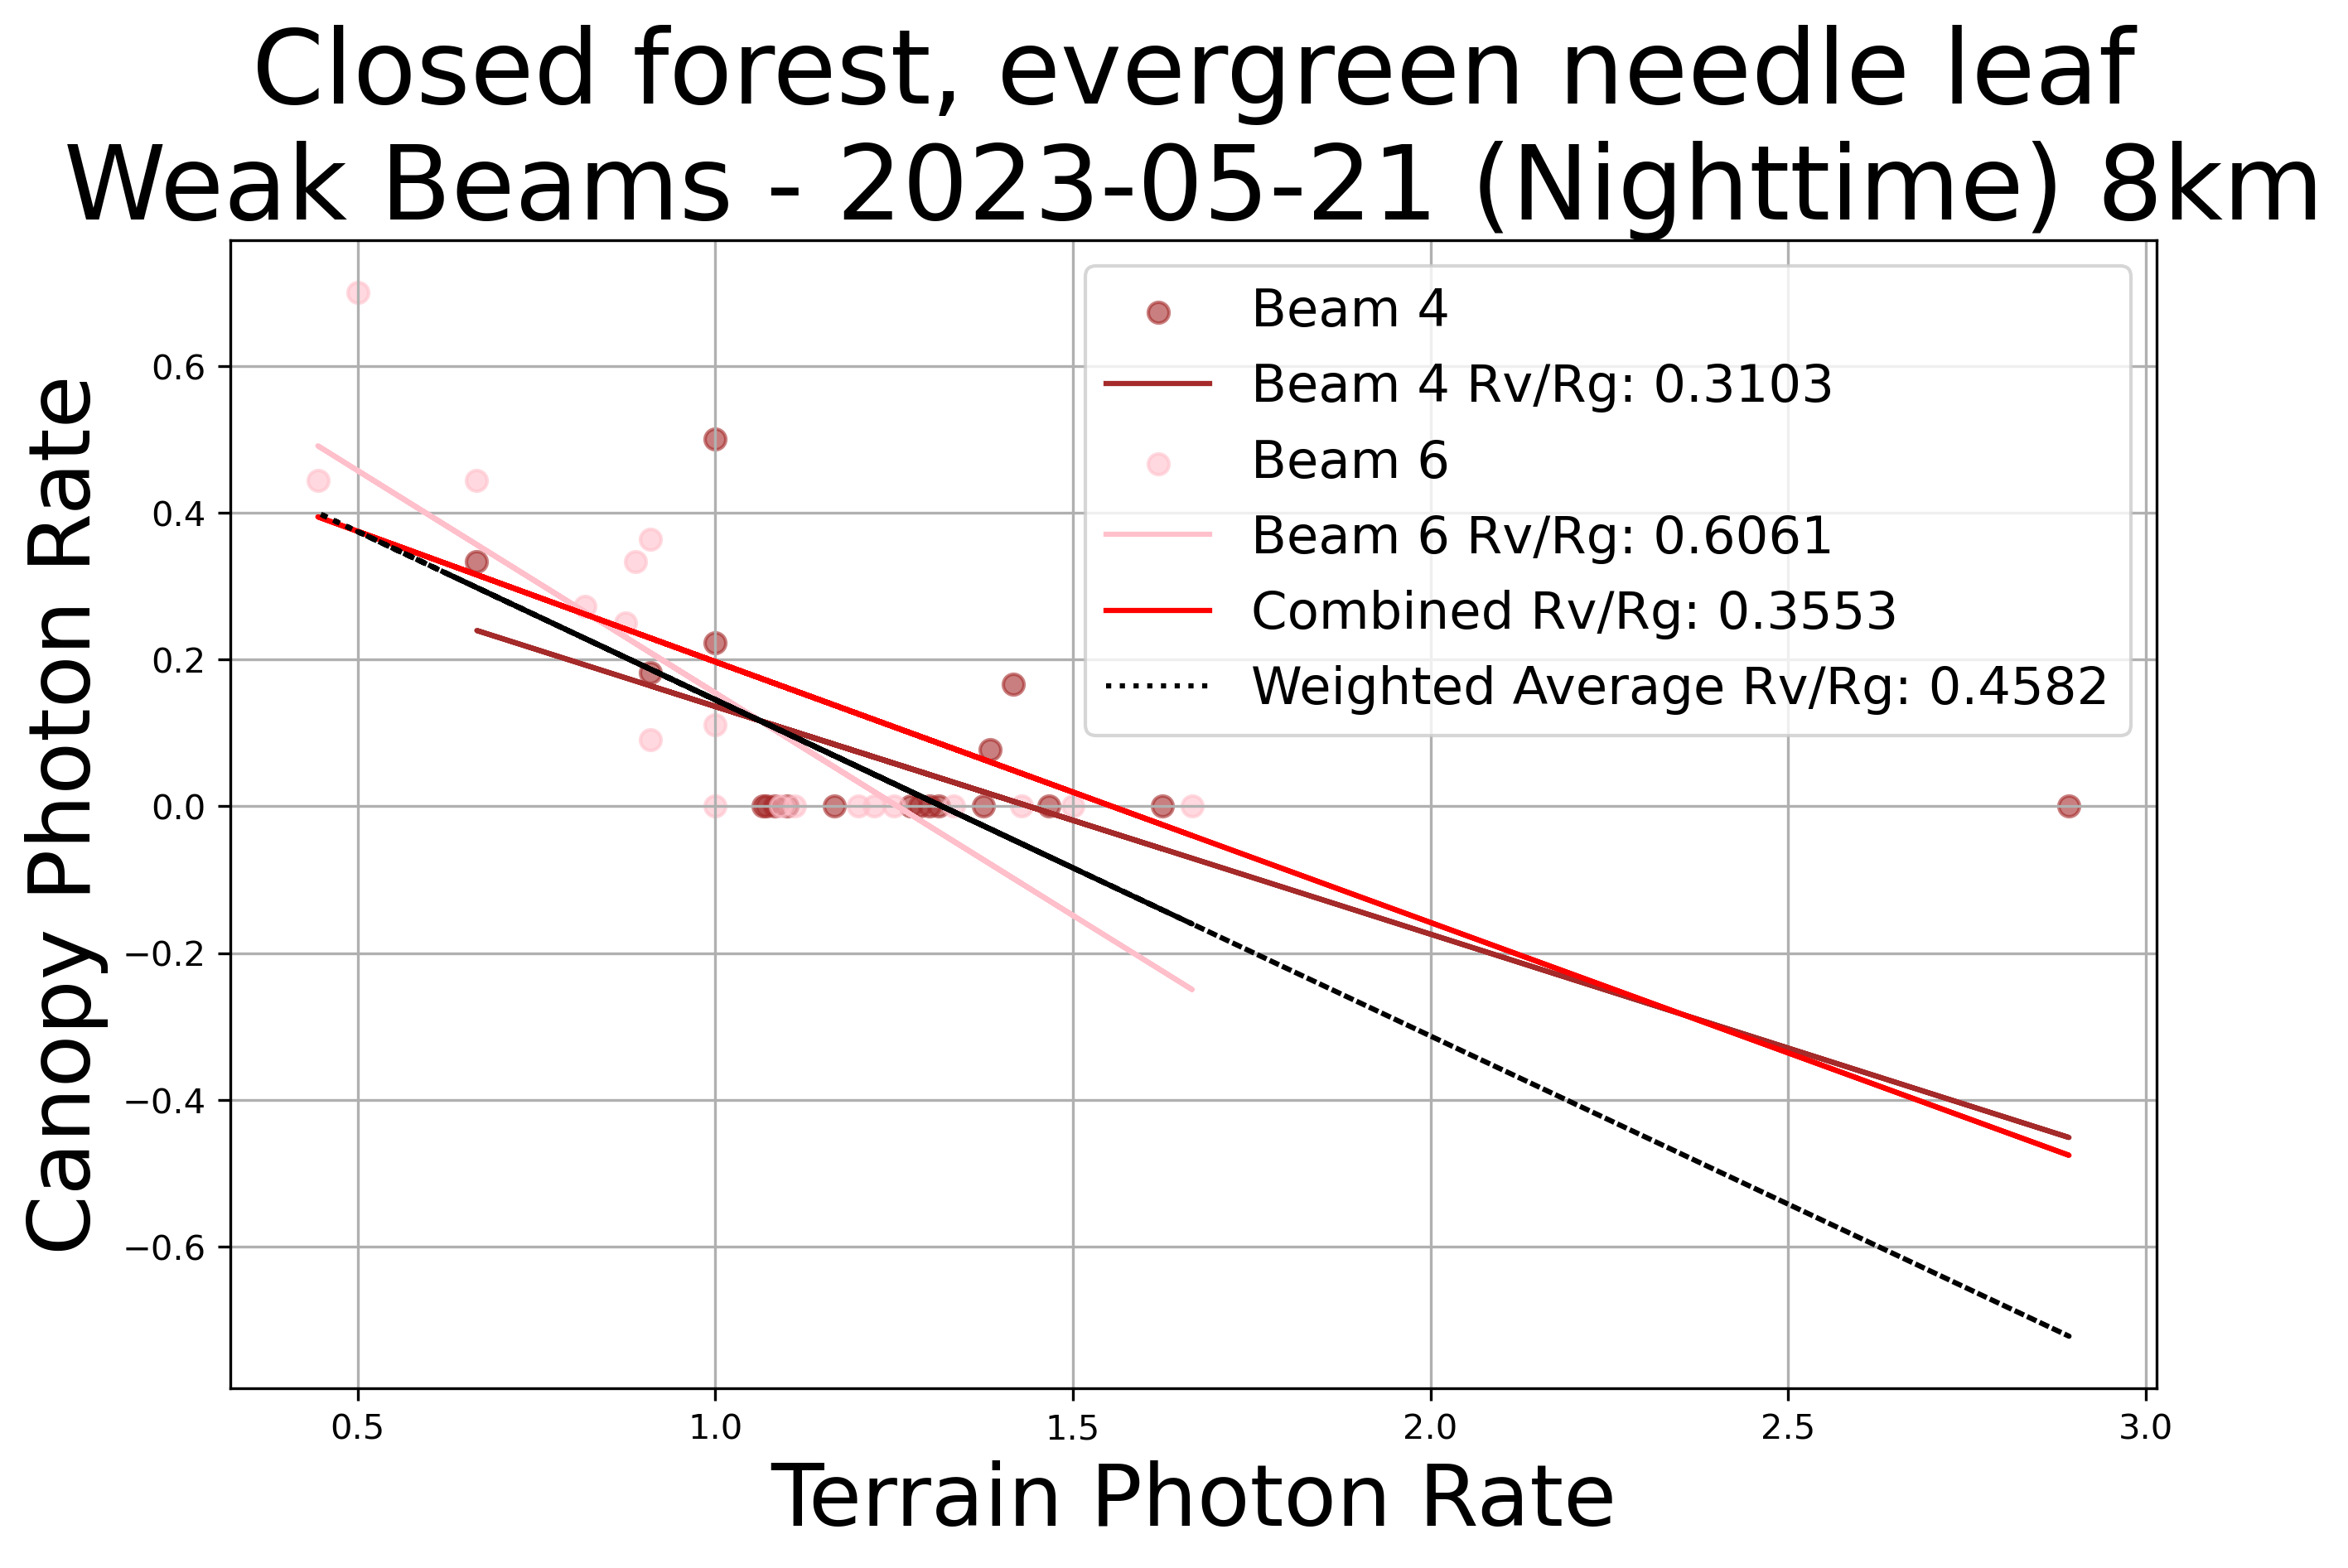 Closed forest, evergreen needle leaf
Weak Beams - 2023-05-21 (Nighttime) 8km
Canopy Photon Rate
0.6
0.4
0.2
0.0
−0.2
−0.4
−0.6
Beam 4
Beam 4 Rv/Rg: 0.3103
Beam 6
Beam 6 Rv/Rg: 0.6061
Combined Rv/Rg: 0.3553
Weighted Average Rv/Rg: 0.4582
0.5 1.0 1.5 2.0 2.5 3.0
Terrain Photon Rate